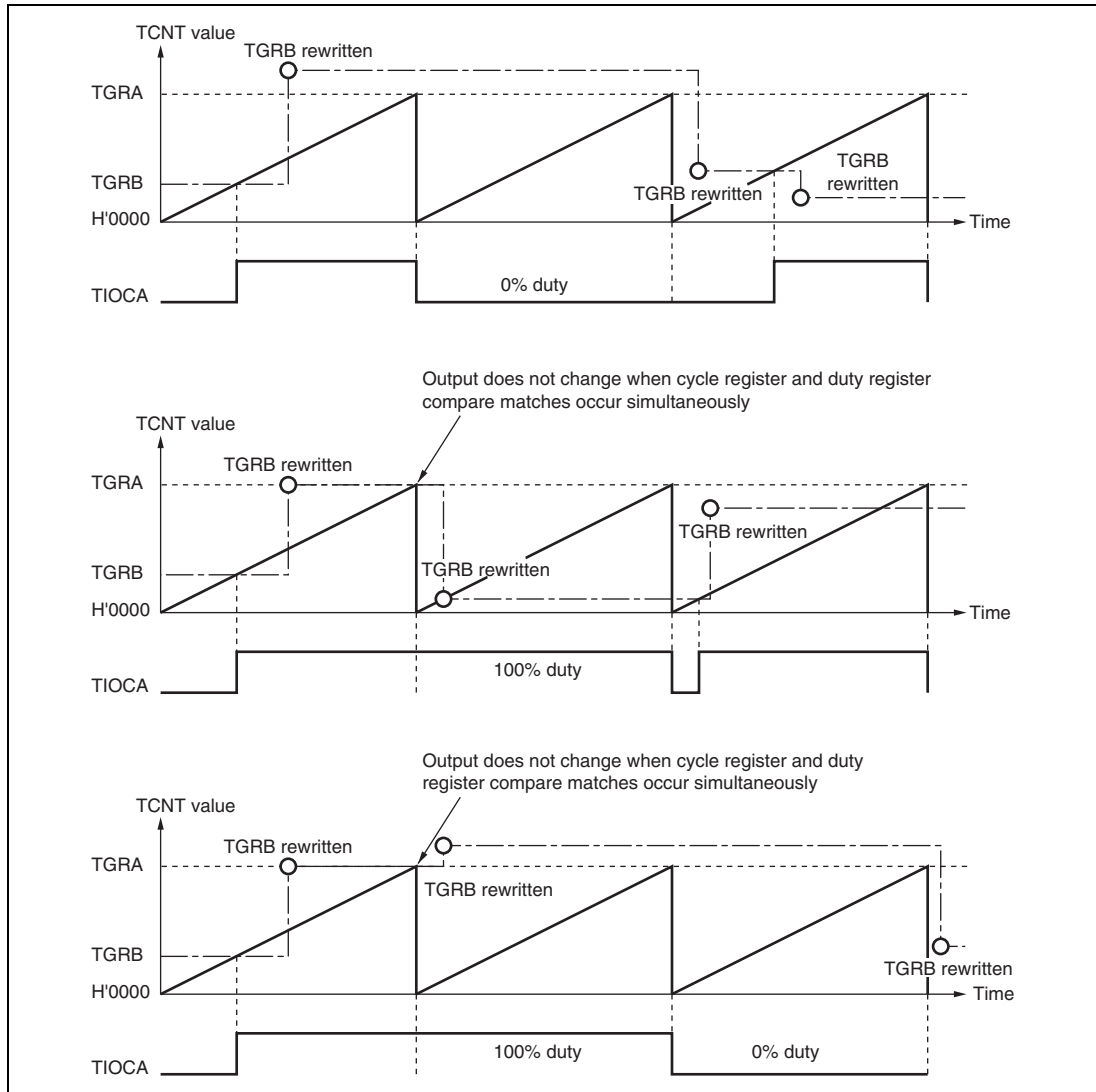 TCNT value
TGRB rewritten
TGRA
TGRB
rewritten
TGRB
TGRB rewritten
H'0000
Time
0% duty
TIOCA
Output does not change when cycle register and duty register
compare matches occur simultaneously
TCNT value
TGRB rewritten
TGRA
TGRB rewritten
TGRB
TGRB rewritten
H'0000
Time
100% duty
TIOCA
Output does not change when cycle register and duty
register compare matches occur simultaneously
TCNT value
TGRB rewritten
TGRA
TGRB rewritten
TGRB
TGRB rewritten
H'0000
Time
100% duty
0% duty
TIOCA